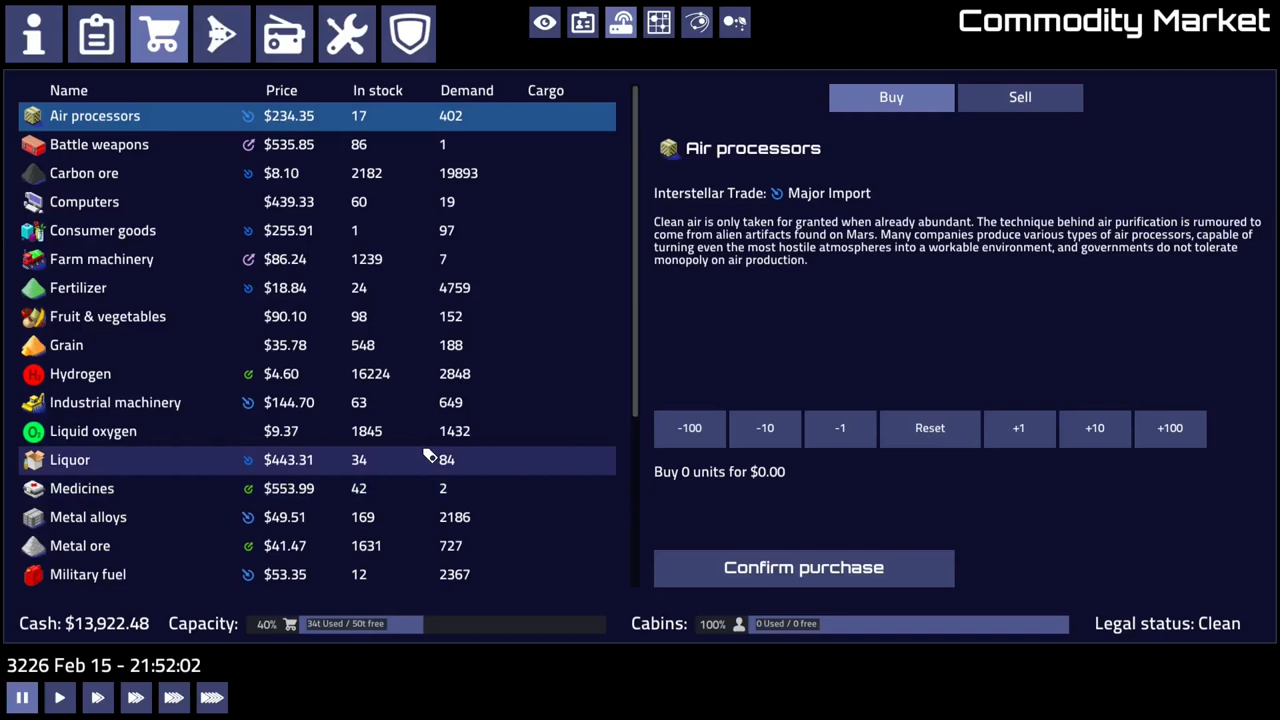 Commodity Market
Name Price In stock Demand Cargo
Air processors $234.35 17 402
Battle weapons $535.85 86 1
Carbon ore $8.10 2182 19893
Computers $439.33 60 19
Consumer goods $255.91 1 97
Farm machinery $86.24 1239 7
Fertilizer $18.84 24 4759
Fruit & vegetables $90.10 98 152
Grain $35.78 548 188
Hydrogen $4.60 16224 2848
Industrial machinery $144.70 63 649
Liquid oxygen $9.37 1845 1432
Liquor $443.31 34 84
Medicines $553.99 42 2
Metal alloys $49.51 169 2186
Metal ore $41.47 1631 727
Military fuel $53.35 12 2367
Buy Sell
Air processors
Interstellar Trade: Major Import
Clean air is only taken for granted when already abundant. The technique behind air purification is rumoured to
come from alien artifacts found on Mars. Many companies produce various types of air processors, capable of
turning even the most hostile atmospheres into a workable environment, and governments do not tolerate
monopoly on air production.
-100 -10 -1 Reset +1 +10 +100
Buy 0 units for $0.00
Confirm purchase
Cash: $13,922.48 Capacity: 40% 34t Used / 50t free Cabins: 100% 0 Used / 0 free Legal status: Clean
3226 Feb 15 - 21:52:02